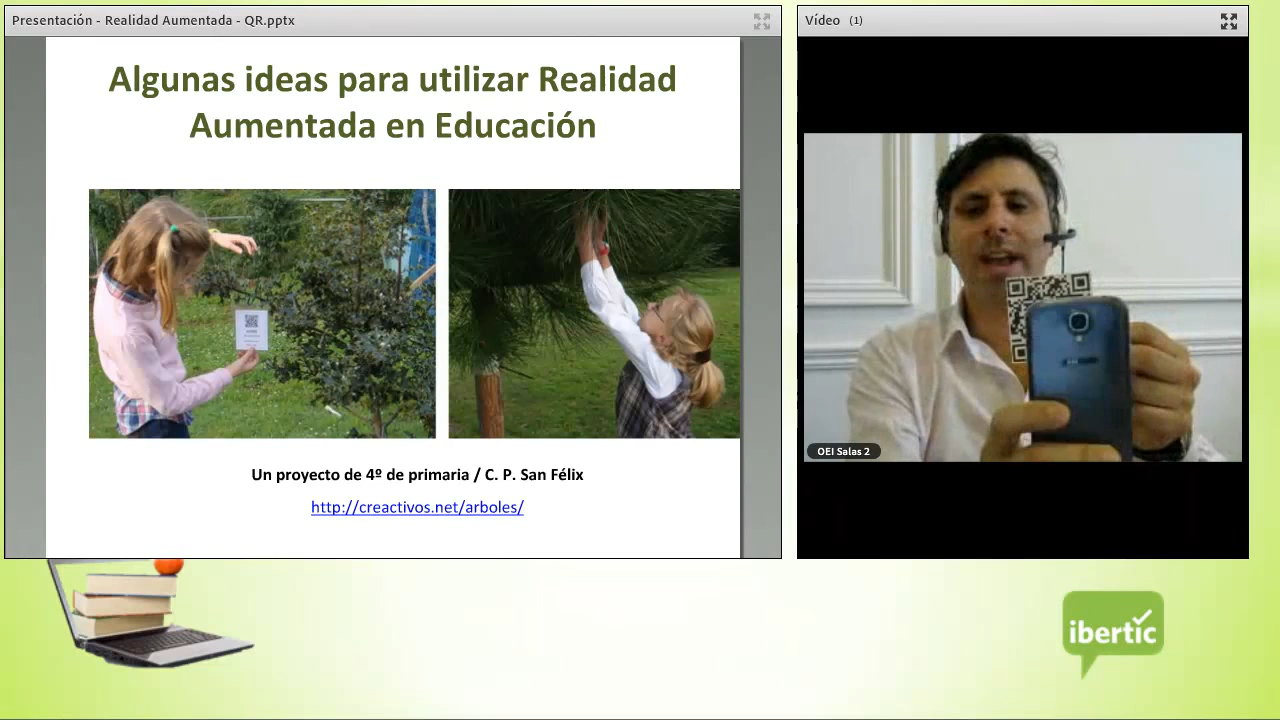 Presentación - Realidad Aumentada - QR.pptx
Vídeo (1)
Algunas ideas para utilizar Realidad
Aumentada en Educación
Un proyecto de 4º de primaria / C. P. San Félix
http://creactivos.net/arboles/
OEI Salas 2
ibertic